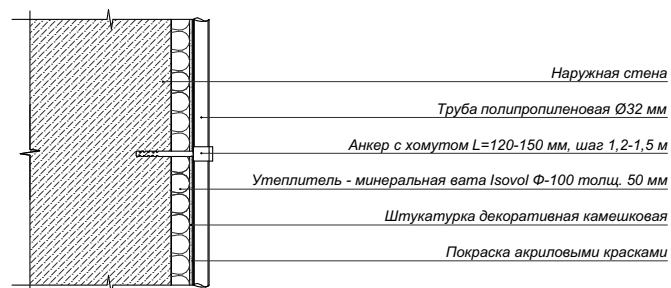 Наружная стена
Труба полипропиленовая Ø32 мм
Анкер с хомутом L=120-150 мм, шаг 1,2-1,5 м
Утеплитель - минеральная вата Isovol Ф-100 толщ. 50 мм
Штукатурка декоративная камешковая
Покраска акриловыми красками